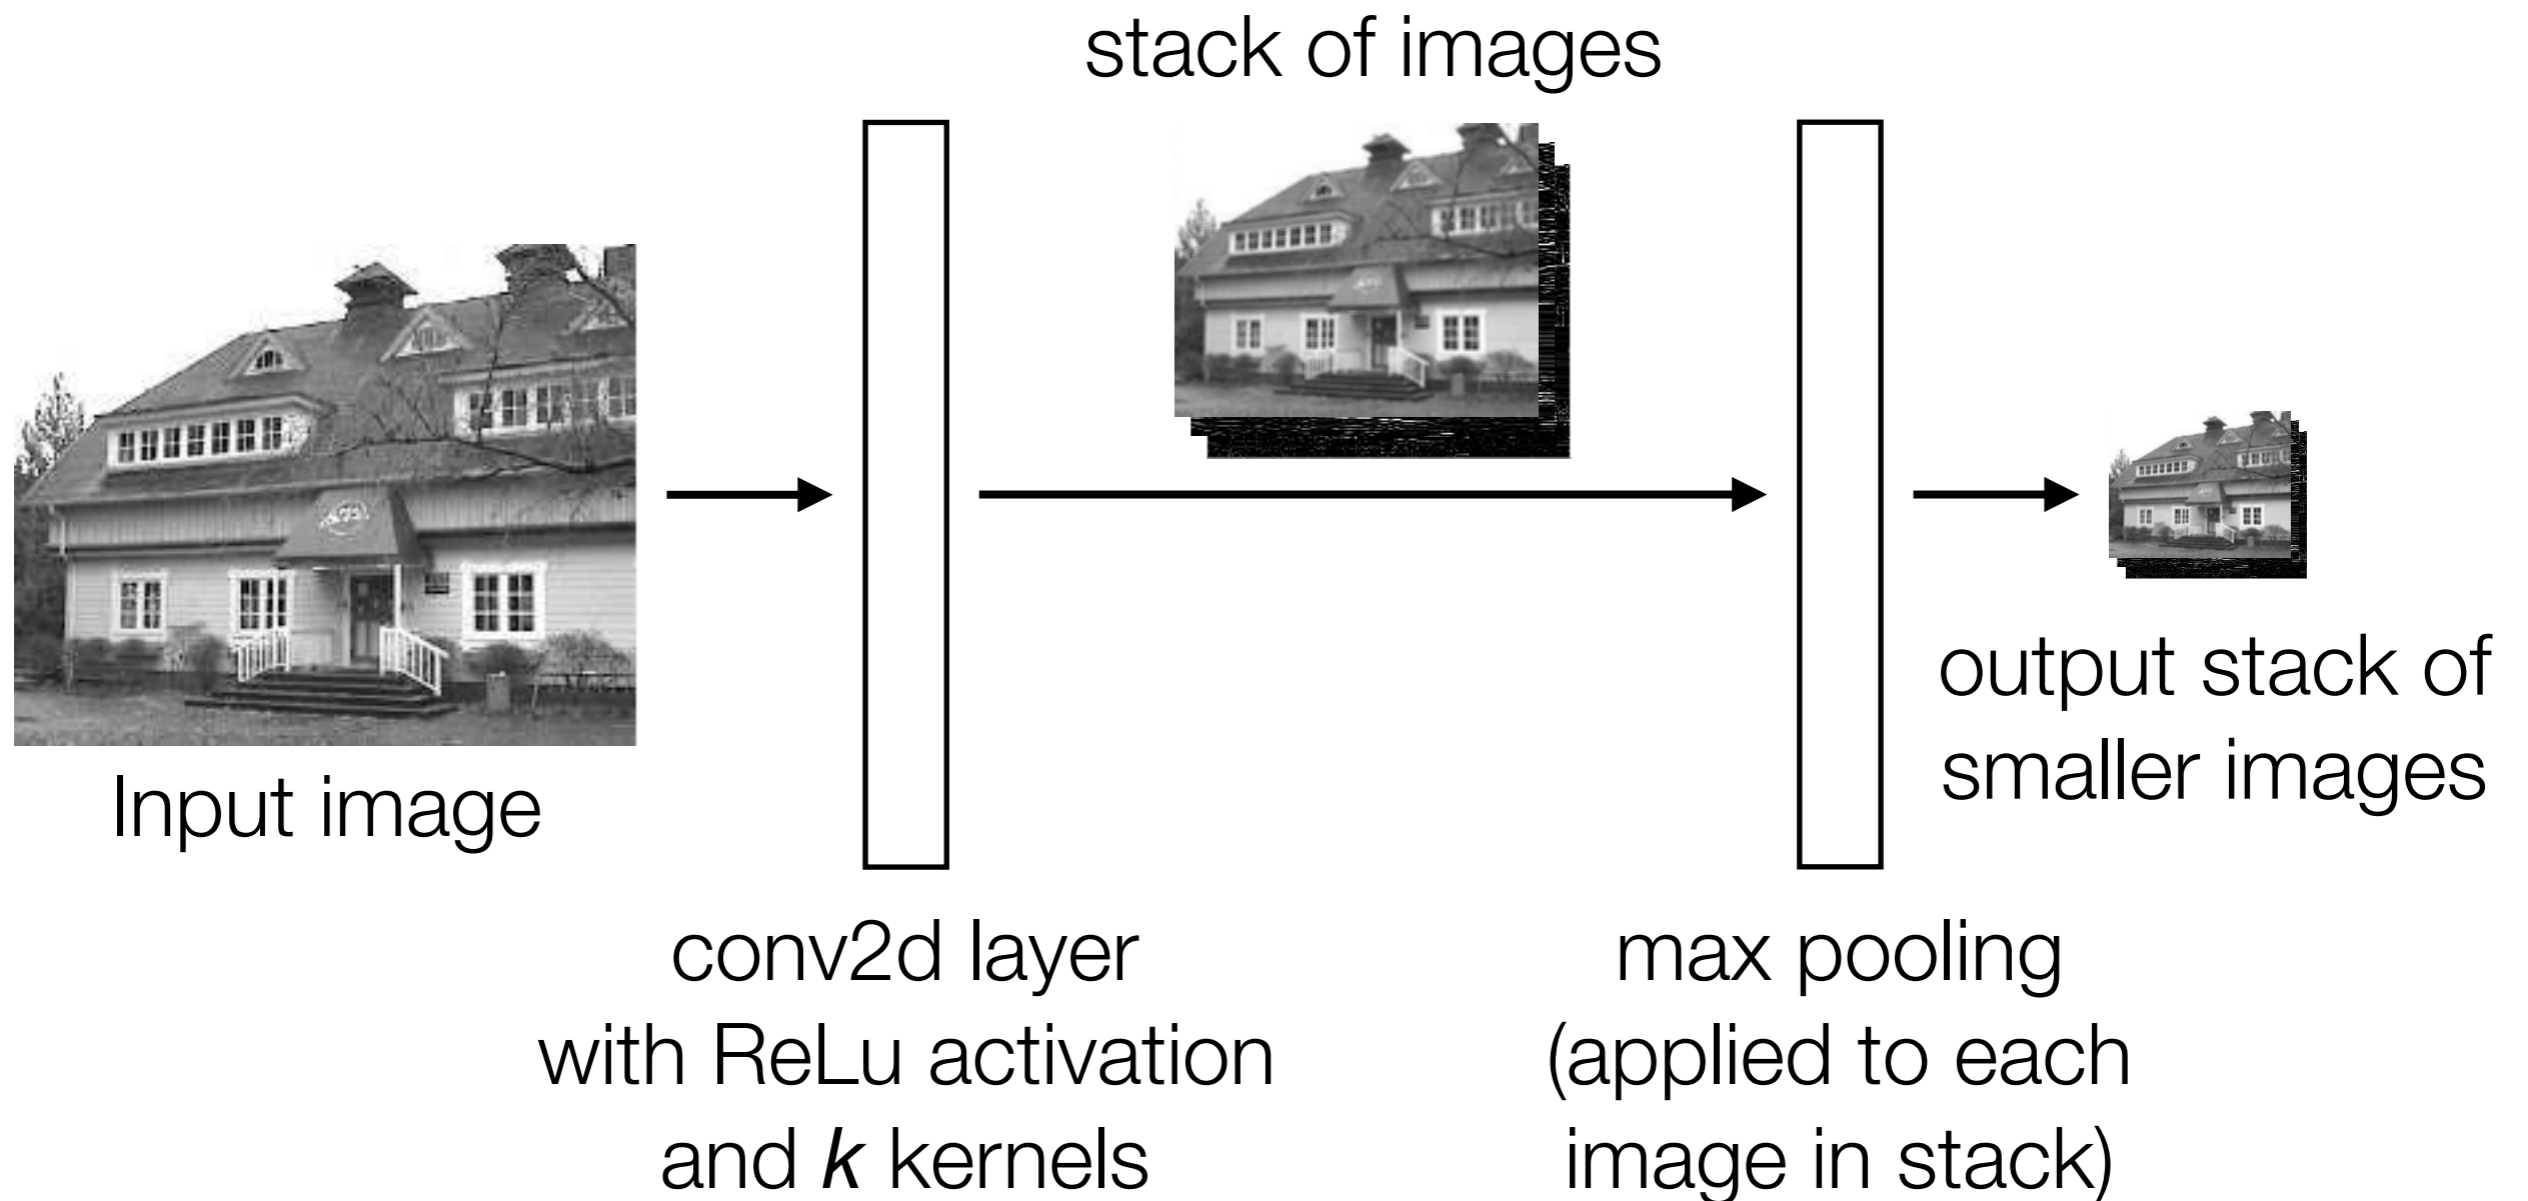 stack of images
Input image
output stack of
smaller images
conv2d layer
with ReLu activation
and k kernels
max pooling
(applied to each
image in stack)